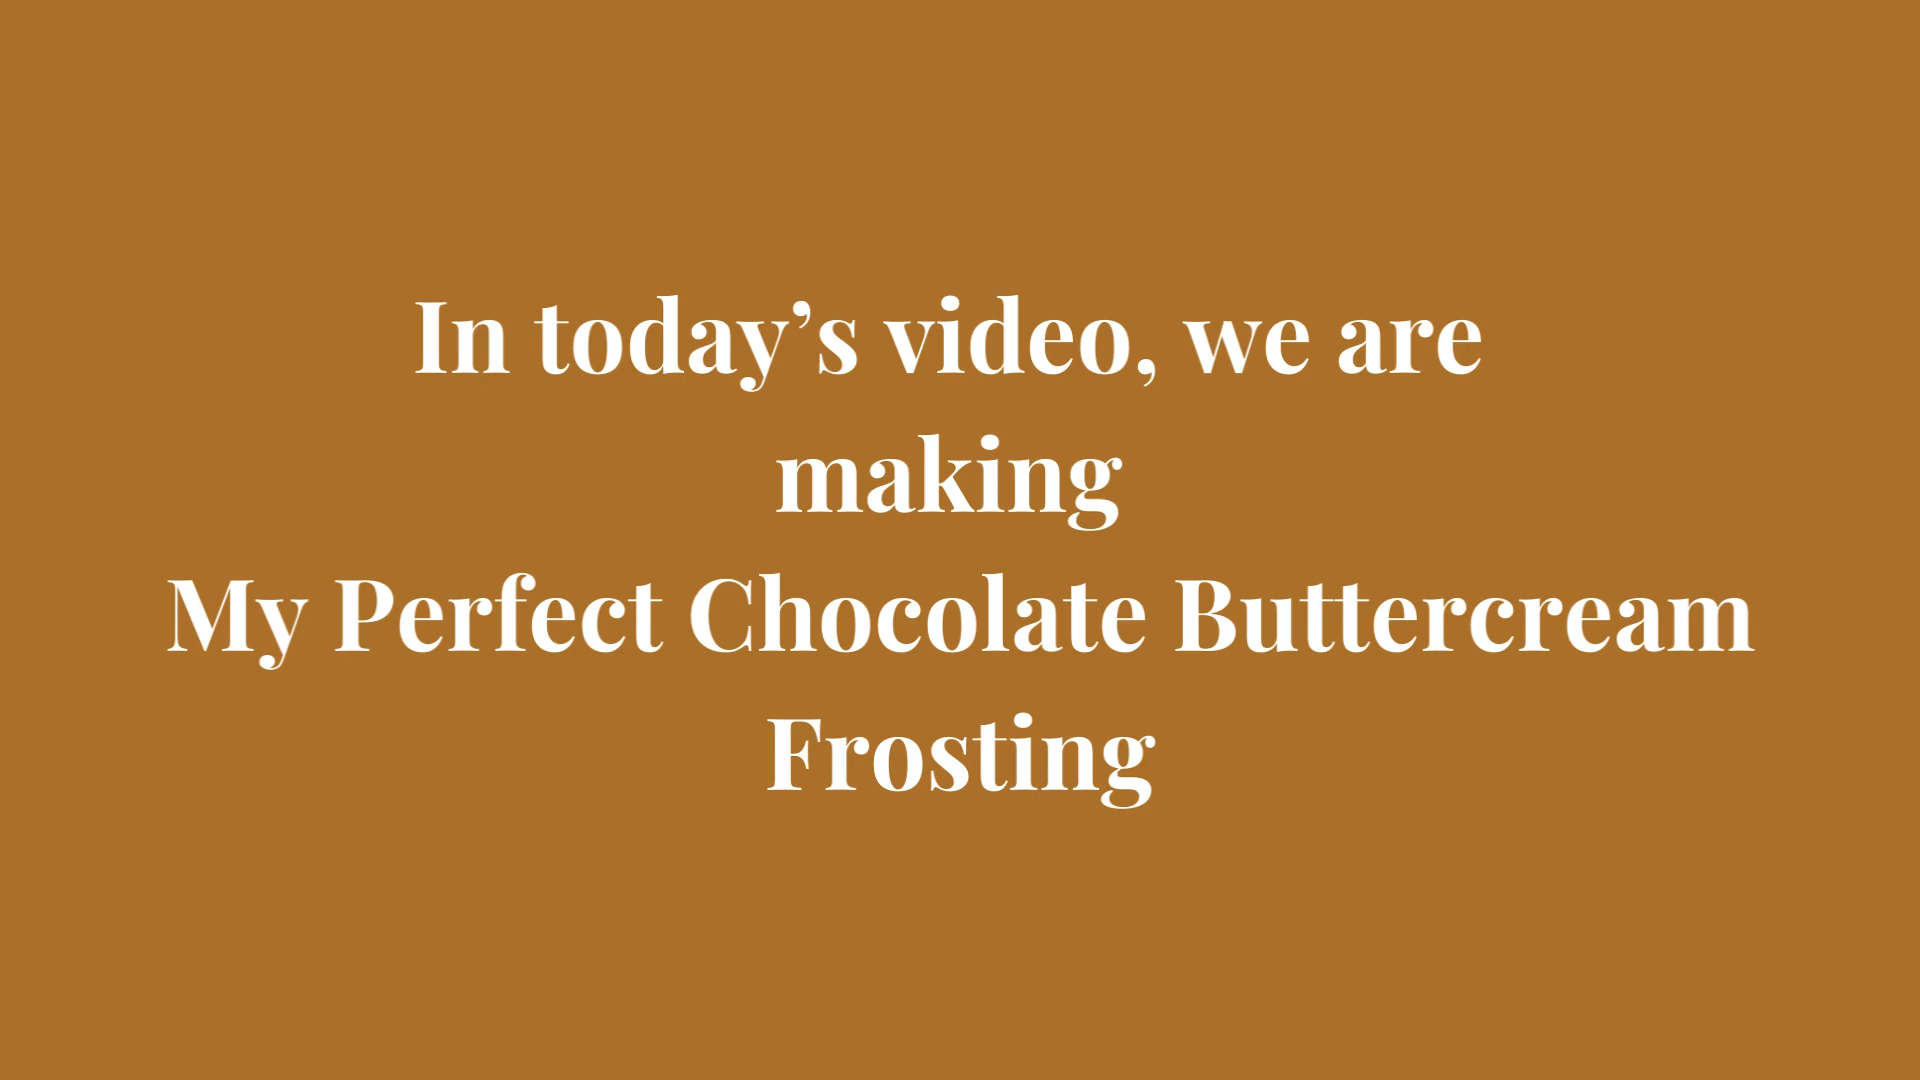 In today’s video, we are
making
My Perfect Chocolate Buttercream
Frosting